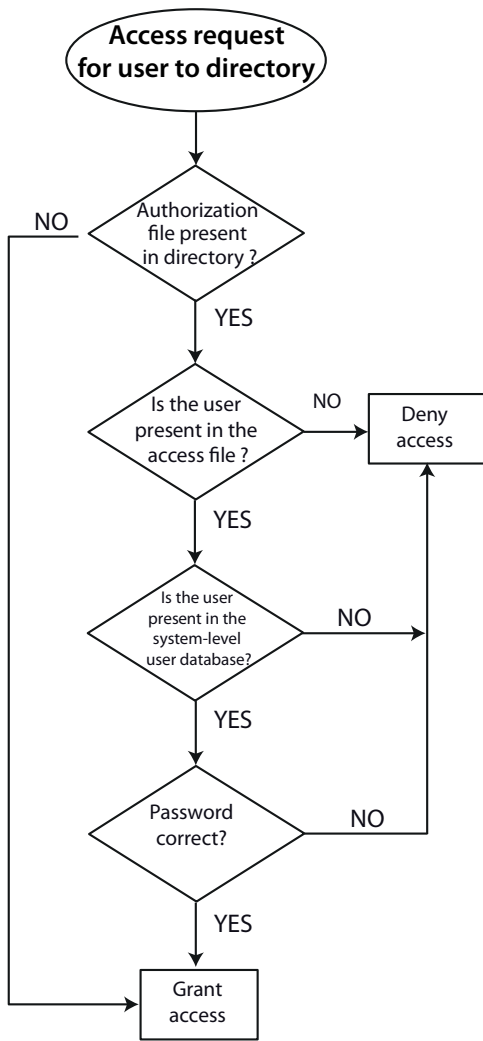 Access request
for user to directory
NO
Authorization
file present
in directory ?
YES
Is the user
present in the
access file ?
NO
Deny
access
YES
Is the user
present in the
system-level
user database?
NO
YES
Password
correct?
NO
YES
Grant
access